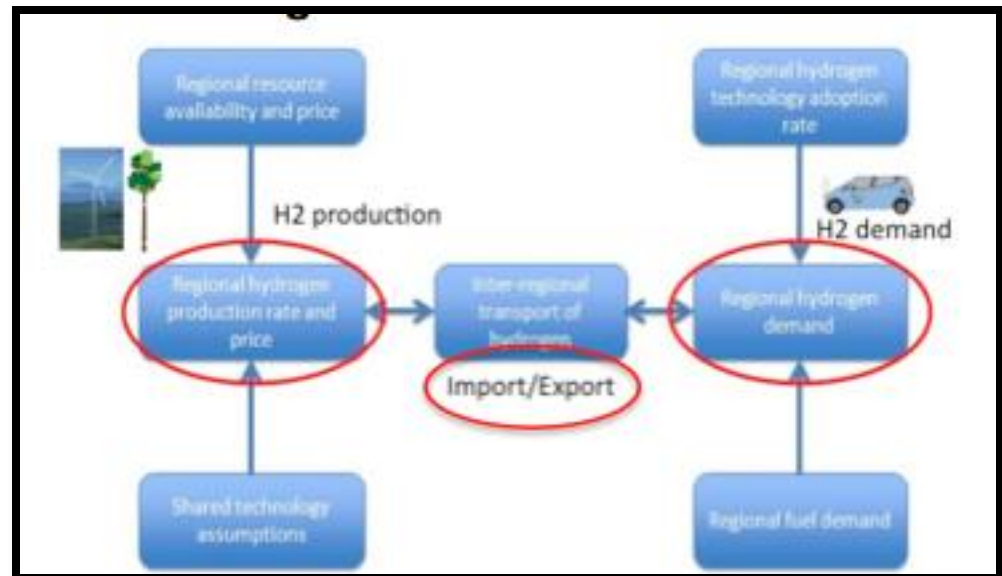 Regional resource
availability and price
Regional hydrogen
technology adoption
rate
H2 production
H2 demand
Regional hydrogen
production rate and
price
Inter-regional
transport of
hydrogen
Regional hydrogen
demand
Import/Export
Shared technology
assumptions
Regional fuel demand